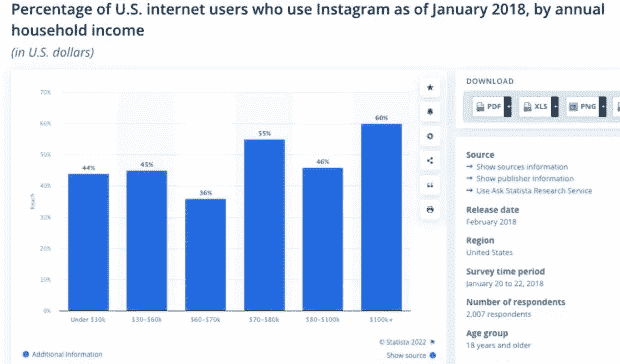 Percentage of U.S. internet users who use Instagram as of January 2018, by annual
household income
(in U.S. dollars)
DOWNLOAD
PDF
XLS
PNG
Source
→ Show sources information
→ Show publisher information
→ Use Ask Statista Research Service
Release date
February 2018
Region
United States
Survey time period
January 20 to 22, 2018
Number of respondents
2,007 respondents
Age group
18 years and older
70%
60%
50%
40%
30%
20%
10%
0%
Reach
44%
45%
36%
55%
46%
60%
Under $30k
$30–$60k
$60–$70k
$70–$80k
$80–$100k
$100k+
© Statista 2022
Additional Information
Show source